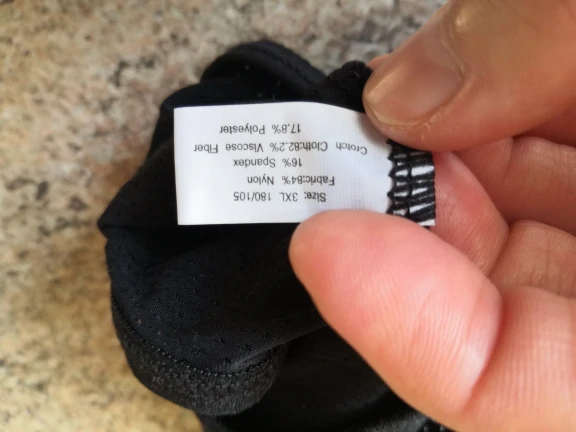 Size: 3XL 180/105
Fabric:84% Nylon
16% Spandex
Crotch Cloth:82.2% Viscose Fiber
17.8% Polyester